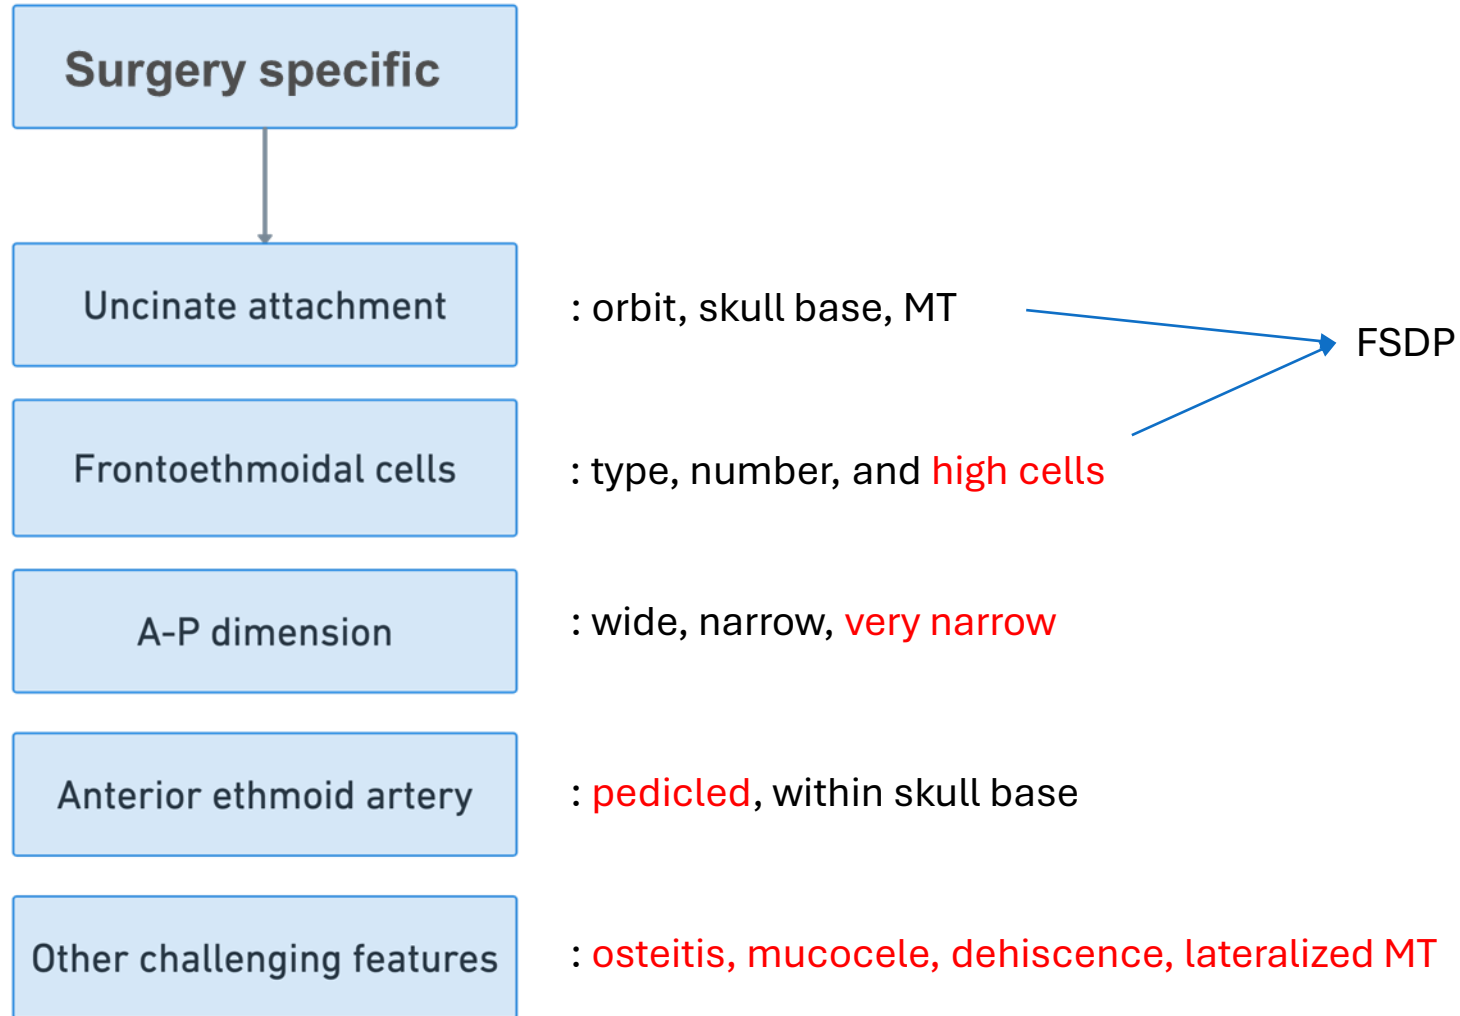 Surgery specific
Uncinate attachment : orbit, skull base, MT
FSDP
Frontoethmoidal cells : type, number, and high cells
A-P dimension : wide, narrow, very narrow
Anterior ethmoid artery : pedicled, within skull base
Other challenging features : osteitis, mucocele, dehiscence, lateralized MT